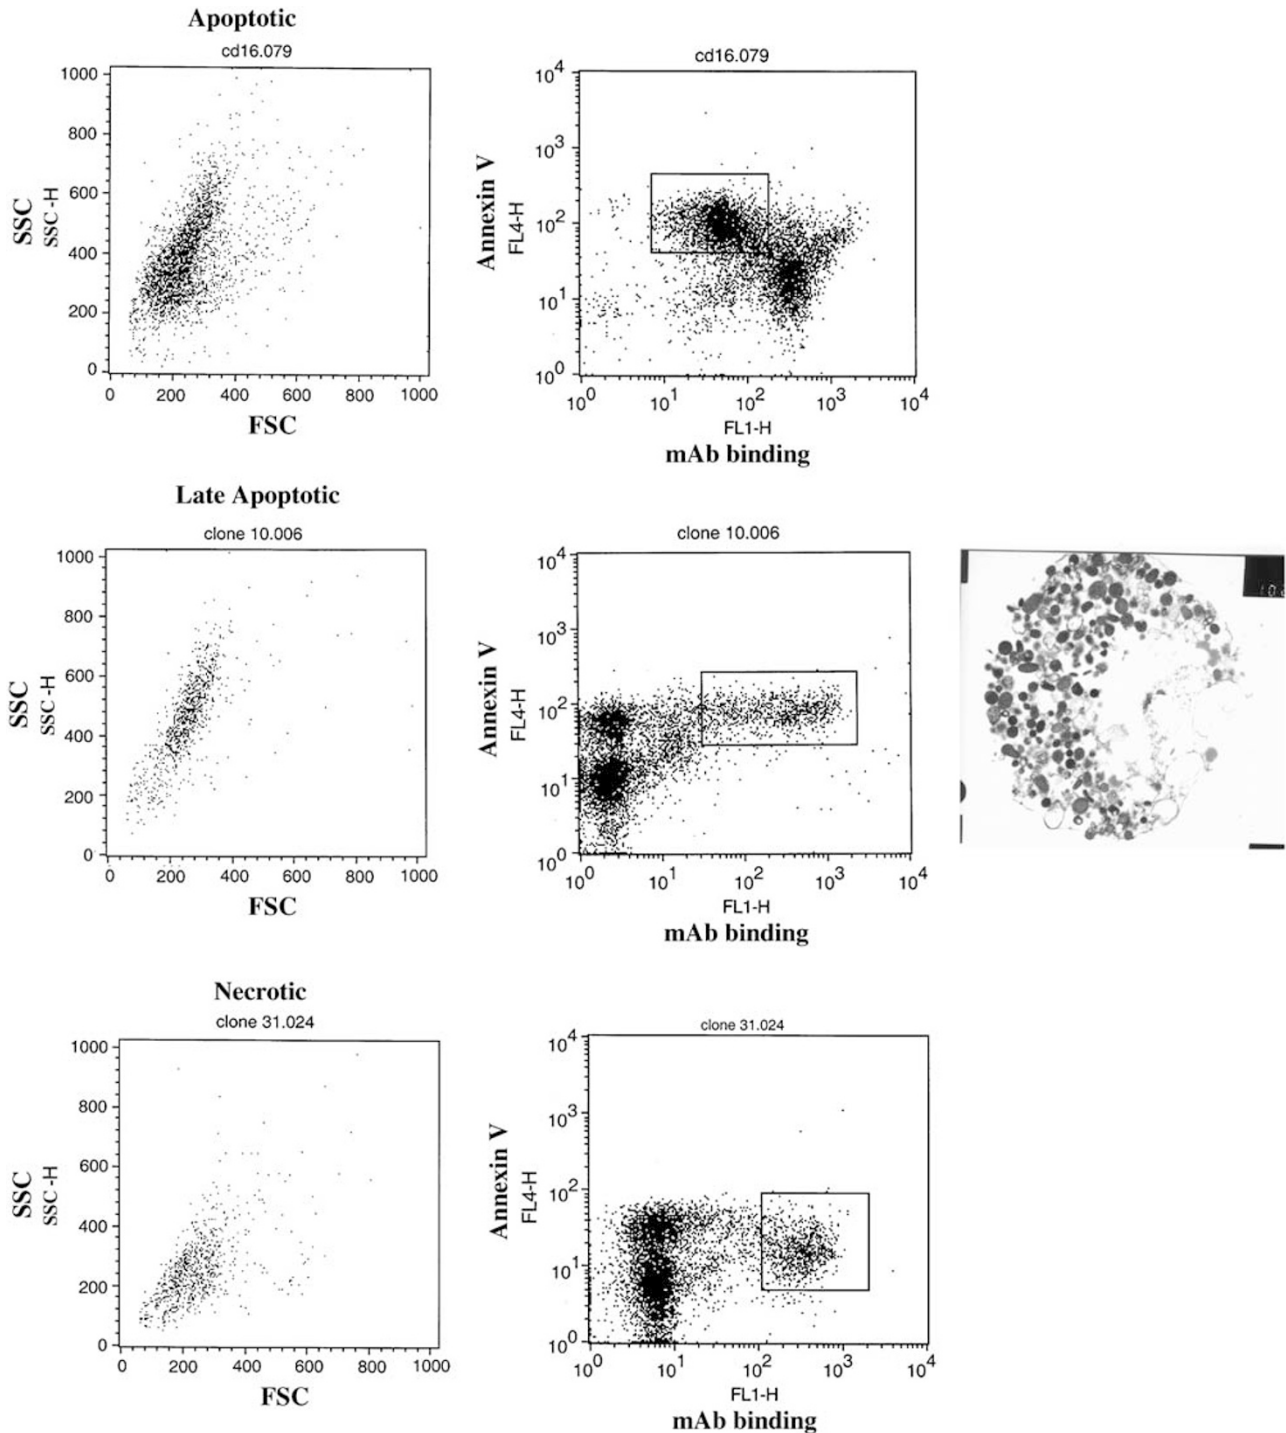 Apoptotic
cd16.079
1000
800
600
400
200
0
SSC
SSC-H
0 200 400 600 800 1000
FSC
cd16.079
10^4
10^3
10^2
10^1
10^0
Annexin V
FL4-H
10^0 10^1 10^2 10^3 10^4
FL1-H
mAb binding
Late Apoptotic
clone 10.006
1000
800
600
400
200
0
SSC
SSC-H
0 200 400 600 800 1000
FSC
clone 10.006
10^4
10^3
10^2
10^1
10^0
Annexin V
FL4-H
10^0 10^1 10^2 10^3 10^4
FL1-H
mAb binding
Necrotic
clone 31.024
1000
800
600
400
200
0
SSC
SSC-H
0 200 400 600 800 1000
FSC
clone 31.024
10^4
10^3
10^2
10^1
10^0
Annexin V
FL4-H
10^0 10^1 10^2 10^3 10^4
FL1-H
mAb binding